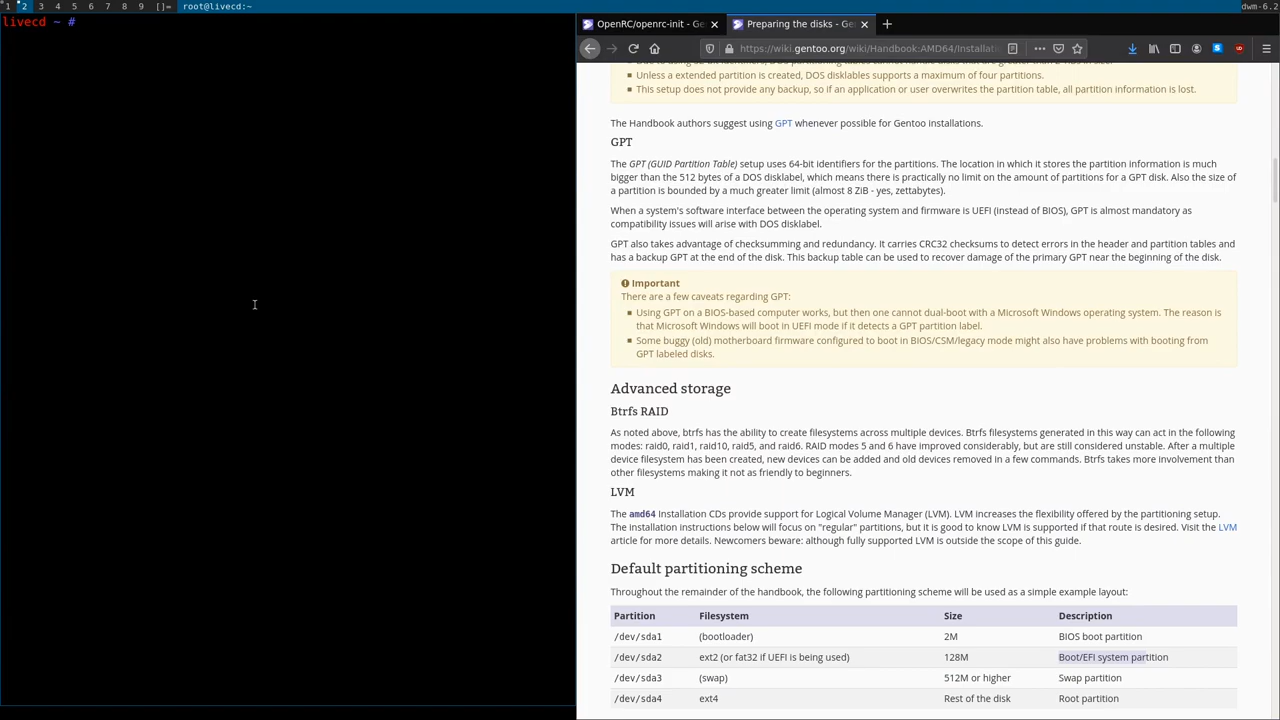 1 2 3 4 5 6 7 8 9 []= root@livecd:~ dwm-6.2
livecd ~ #
OpenRC/openrc-init - Ge
Preparing the disks - Gen
https://wiki.gentoo.org/wiki/Handbook:AMD64/Installati
Unless a extended partition is created, DOS disklabels supports a maximum of four partitions.
This setup does not provide any backup, so if an application or user overwrites the partition table, all partition information is lost.
The Handbook authors suggest using GPT whenever possible for Gentoo installations.
GPT
The GPT (GUID Partition Table) setup uses 64-bit identifiers for the partitions. The location in which it stores the partition information is much
bigger than the 512 bytes of a DOS disklabel, which means there is practically no limit on the amount of partitions for a GPT disk. Also the size of
a partition is bounded by a much greater limit (almost 8 ZiB - yes, zettabytes).
When a system's software interface between the operating system and firmware is UEFI (instead of BIOS), GPT is almost mandatory as
compatibility issues will arise with DOS disklabel.
GPT also takes advantage of checksumming and redundancy. It carries CRC32 checksums to detect errors in the header and partition tables and
has a backup GPT at the end of the disk. This backup table can be used to recover damage of the primary GPT near the beginning of the disk.
Important
There are a few caveats regarding GPT:
Using GPT on a BIOS-based computer works, but then one cannot dual-boot with a Microsoft Windows operating system. The reason is
that Microsoft Windows will boot in UEFI mode if it detects a GPT partition label.
Some buggy (old) motherboard firmware configured to boot in BIOS/CSM/legacy mode might also have problems with booting from
GPT labeled disks.
Advanced storage
Btrfs RAID
As noted above, btrfs has the ability to create filesystems across multiple devices. Btrfs filesystems generated in this way can act in the following
modes: raid0, raid1, raid10, raid5, and raid6. RAID modes 5 and 6 have improved considerably, but are still considered unstable. After a multiple
device filesystem has been created, new devices can be added and old devices removed in a few commands. Btrfs takes more involvement than
other filesystems making it not as friendly to beginners.
LVM
The amd64 Installation CDs provide support for Logical Volume Manager (LVM). LVM increases the flexibility offered by the partitioning setup.
The installation instructions below will focus on "regular" partitions, but it is good to know LVM is supported if that route is desired. Visit the LVM
article for more details. Newcomers beware: although fully supported LVM is outside the scope of this guide.
Default partitioning scheme
Throughout the remainder of the handbook, the following partitioning scheme will be used as a simple example layout:
Partition Filesystem Size Description
/dev/sda1 (bootloader) 2M BIOS boot partition
/dev/sda2 ext2 (or fat32 if UEFI is being used) 128M Boot/EFI system partition
/dev/sda3 (swap) 512M or higher Swap partition
/dev/sda4 ext4 Rest of the disk Root partition